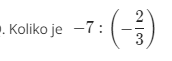 . Koliko je −7 : (−2/3)